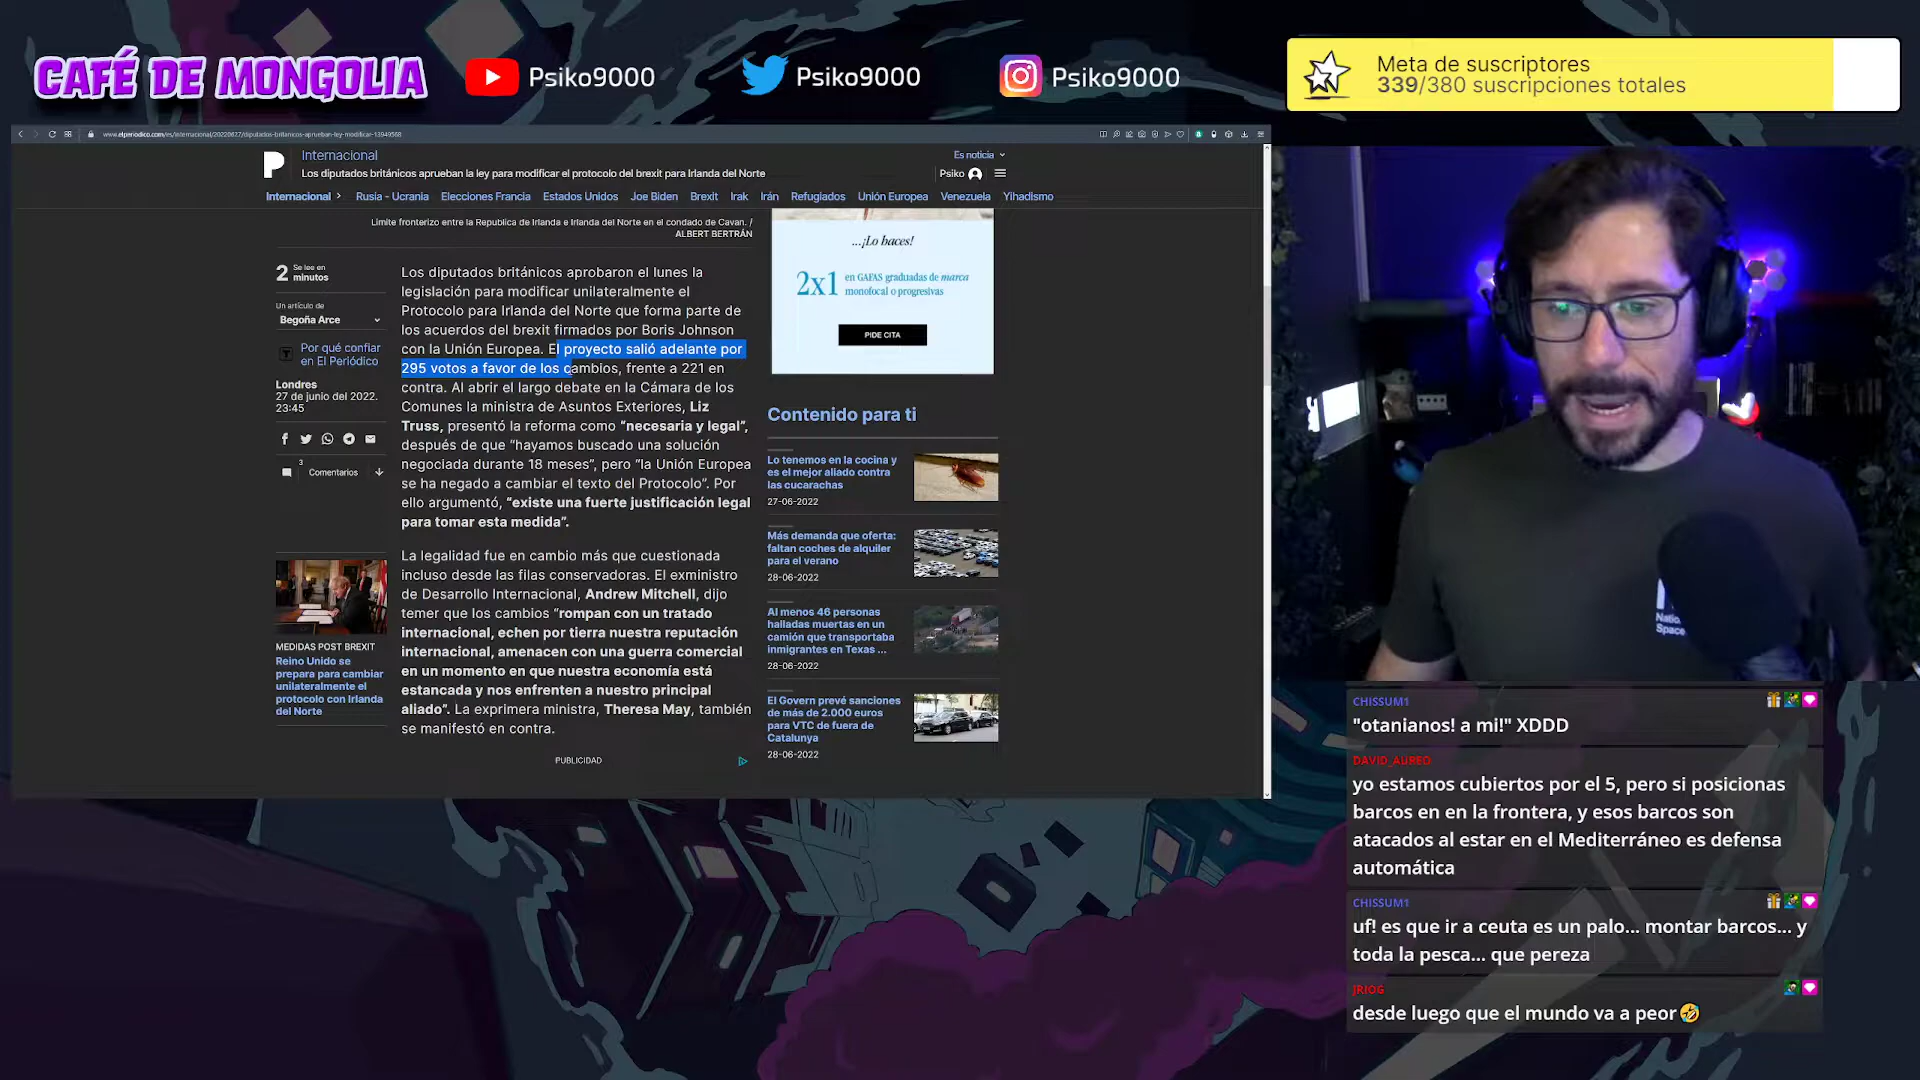 CAFÉ DE MONGOLIA
Psiko9000
Psiko9000
Psiko9000
Meta de suscriptores
339/380 suscripciones totales
www.elperiodico.com/es/internacional/20220627/diputados-britanicos-aprueban-ley-modificar-13949568
Internacional
Los diputados británicos aprueban la ley para modificar el protocolo del brexit para Irlanda del Norte
Es noticia
Psiko
Internacional
Rusia - Ucrania
Elecciones Francia
Estados Unidos
Joe Biden
Brexit
Irak
Irán
Refugiados
Unión Europea
Venezuela
Yihadismo
Limite fronterizo entre la Republica de Irlanda e Irlanda del Norte en el condado de Cavan. /
ALBERT BERTRÁN
2 Se lee en
minutos
Un artículo de
Begoña Arce
Por qué confiar
en El Periódico
Londres
27 de junio del 2022.
23:45
3
Comentarios
MEDIDAS POST BREXIT
Reino Unido se
prepara para cambiar
unilateralmente el
protocolo con Irlanda
del Norte
Los diputados británicos aprobaron el lunes la
legislación para modificar unilateralmente el
Protocolo para Irlanda del Norte que forma parte de
los acuerdos del brexit firmados por Boris Johnson
con la Unión Europea. El proyecto salió adelante por
295 votos a favor de los cambios, frente a 221 en
contra. Al abrir el largo debate en la Cámara de los
Comunes la ministra de Asuntos Exteriores, Liz
Truss, presentó la reforma como “necesaria y legal”,
después de que “hayamos buscado una solución
negociada durante 18 meses”, pero “la Unión Europea
se ha negado a cambiar el texto del Protocolo”. Por
ello argumentó, “existe una fuerte justificación legal
para tomar esta medida”.
La legalidad fue en cambio más que cuestionada
incluso desde las filas conservadoras. El exministro
de Desarrollo Internacional, Andrew Mitchell, dijo
temer que los cambios “rompan con un tratado
internacional, echen por tierra nuestra reputación
internacional, amenacen con una guerra comercial
en un momento en que nuestra economía está
estancada y nos enfrenten a nuestro principal
aliado”. La exprimera ministra, Theresa May, también
se manifestó en contra.
PUBLICIDAD
...¡Lo haces!
2x1 en GAFAS graduadas de marca
monofocal o progresivas
PIDE CITA
Contenido para ti
Lo tenemos en la cocina y
es el mejor aliado contra
las cucarachas
27-06-2022
Más demanda que oferta:
faltan coches de alquiler
para el verano
28-06-2022
Al menos 46 personas
halladas muertas en un
camión que transportaba
inmigrantes en Texas ...
28-06-2022
El Govern prevé sanciones
de más de 2.000 euros
para VTC de fuera de
Catalunya
28-06-2022
Natio
Space
CHISSUM1
"otanianos! a mi!" XDDD
DAVID_AUREO
yo estamos cubiertos por el 5, pero si posicionas
barcos en en la frontera, y esos barcos son
atacados al estar en el Mediterráneo es defensa
automática
CHISSUM1
uf! es que ir a ceuta es un palo... montar barcos... y
toda la pesca... que pereza
JRIOG
desde luego que el mundo va a peor🤣